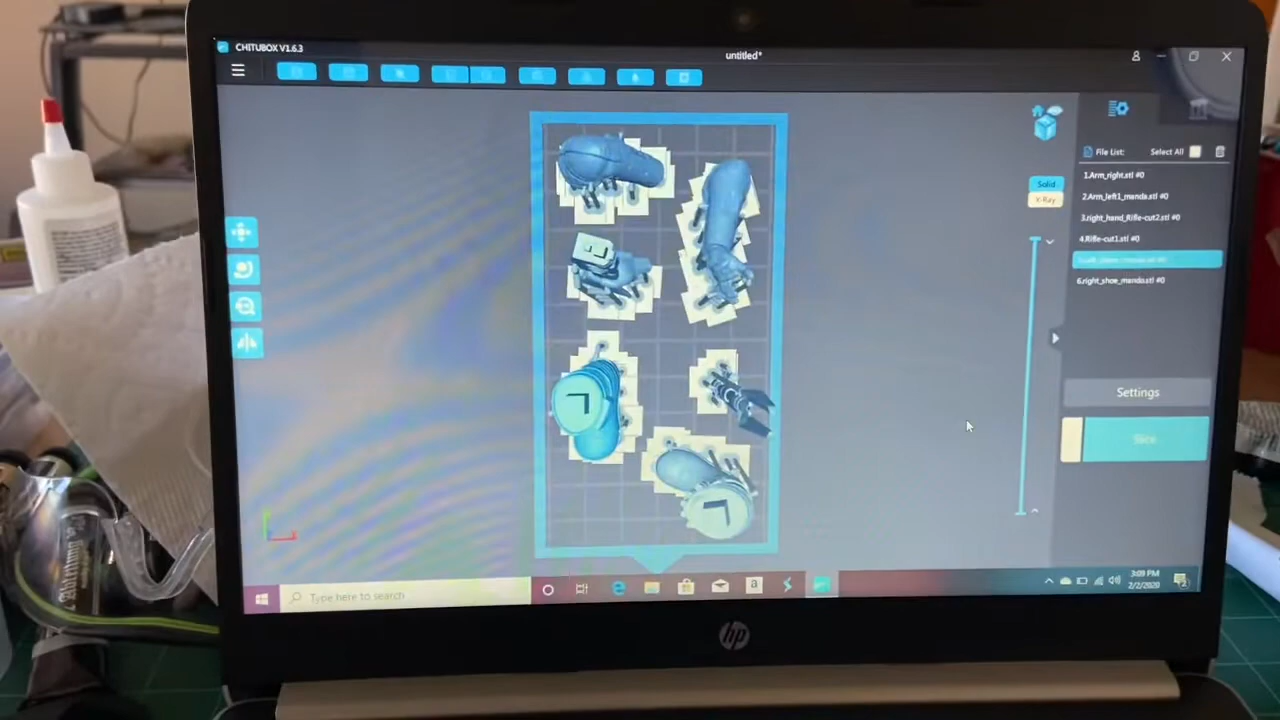 CHITUBOX V1.6.3
untitled*
File List:
Select All
1.Arm_right.stl #0
2.Arm_left1_manda.stl #0
3.right_hand_Rifle-cut2.stl #0
4.Rifle-cut1.stl #0
6.right_shoe_manda.stl #0
Solid
X-Ray
Settings
Slice
L
L
Type here to search
a
3:09 PM
2/2/2020
hp